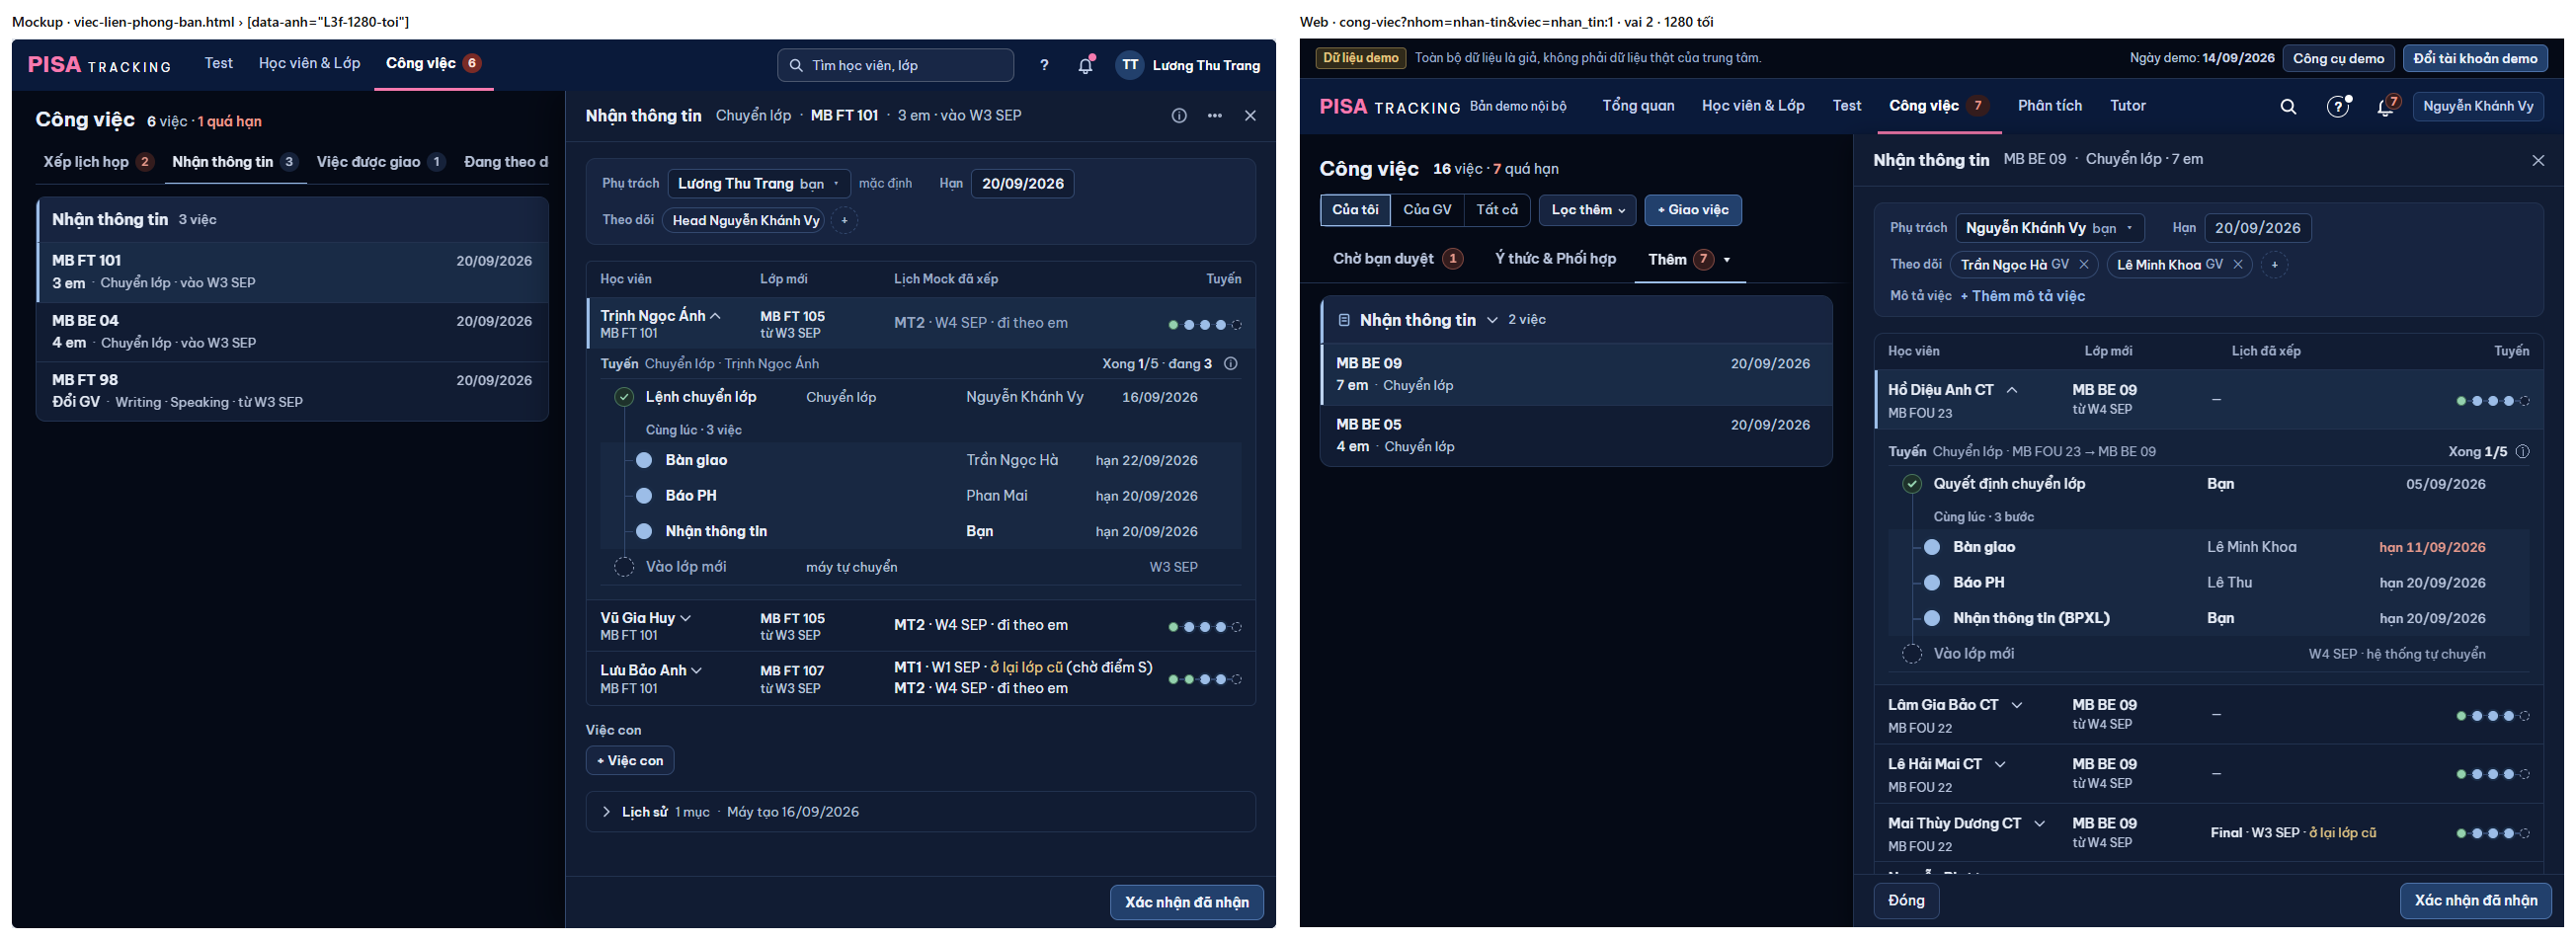 Mockup · viec-lien-phong-ban.html › [data-anh="L3f-1280-toi"]
PISA TRACKING Test Học viên & Lớp Công việc 6 Tìm học viên, lớp ? TT Lương Thu Trang
Công việc 6 việc · 1 quá hạn
Xếp lịch họp 2 Nhận thông tin 3 Việc được giao 1 Đang theo d
Nhận thông tin 3 việc
MB FT 101 20/09/2026
3 em · Chuyển lớp · vào W3 SEP
MB BE 04 20/09/2026
4 em · Chuyển lớp · vào W3 SEP
MB FT 98 20/09/2026
Đổi GV · Writing · Speaking · từ W3 SEP
Nhận thông tin Chuyển lớp · MB FT 101 · 3 em · vào W3 SEP
Phụ trách Lương Thu Trang bạn mặc định Hạn 20/09/2026
Theo dõi Head Nguyễn Khánh Vy +
Học viên Lớp mới Lịch Mock đã xếp Tuyến
Trịnh Ngọc Ánh MB FT 105 MT2 · W4 SEP · đi theo em
MB FT 101 từ W3 SEP
Tuyến Chuyển lớp · Trịnh Ngọc Ánh Xong 1/5 · đang 3
Lệnh chuyển lớp Chuyển lớp Nguyễn Khánh Vy 16/09/2026
Cùng lúc · 3 việc
Bàn giao Trần Ngọc Hà hạn 22/09/2026
Báo PH Phan Mai hạn 20/09/2026
Nhận thông tin Bạn hạn 20/09/2026
Vào lớp mới máy tự chuyển W3 SEP
Vũ Gia Huy MB FT 105 MT2 · W4 SEP · đi theo em
MB FT 101 từ W3 SEP
Lưu Bảo Anh MB FT 107 MT1 · W1 SEP · ở lại lớp cũ (chờ điểm S)
MB FT 101 từ W3 SEP MT2 · W4 SEP · đi theo em
Việc con
+ Việc con
Lịch sử 1 mục · Máy tạo 16/09/2026
Xác nhận đã nhận
Web · cong-viec?nhom=nhan-tin&viec=nhan_tin:1 · vai 2 · 1280 tối
Dữ liệu demo Toàn bộ dữ liệu là giả, không phải dữ liệu thật của trung tâm. Ngày demo: 14/09/2026 Công cụ demo Đổi tài khoản demo
PISA TRACKING Bản demo nội bộ Tổng quan Học viên & Lớp Test Công việc 7 Phân tích Tutor ? 7 Nguyễn Khánh Vy
Công việc 16 việc · 7 quá hạn
Của tôi Của GV Tất cả Lọc thêm + Giao việc
Chờ bạn duyệt 1 Ý thức & Phối hợp Thêm 7
Nhận thông tin 2 việc
MB BE 09 20/09/2026
7 em · Chuyển lớp
MB BE 05 20/09/2026
4 em · Chuyển lớp
Nhận thông tin MB BE 09 · Chuyển lớp · 7 em
Phụ trách Nguyễn Khánh Vy bạn Hạn 20/09/2026
Theo dõi Trần Ngọc Hà GV Lê Minh Khoa GV +
Mô tả việc + Thêm mô tả việc
Học viên Lớp mới Lịch đã xếp Tuyến
Hồ Diệu Anh CT MB BE 09 –
MB FOU 23 từ W4 SEP
Tuyến Chuyển lớp · MB FOU 23 → MB BE 09 Xong 1/5
Quyết định chuyển lớp Bạn 05/09/2026
Cùng lúc · 3 bước
Bàn giao Lê Minh Khoa hạn 11/09/2026
Báo PH Lê Thu hạn 20/09/2026
Nhận thông tin (BPXL) Bạn hạn 20/09/2026
Vào lớp mới W4 SEP · hệ thống tự chuyển
Lâm Gia Bảo CT MB BE 09 –
MB FOU 22 từ W4 SEP
Lê Hải Mai CT MB BE 09 –
MB FOU 22 từ W4 SEP
Mai Thùy Dương CT MB BE 09 Final · W3 SEP · ở lại lớp cũ
MB FOU 22 từ W4 SEP
Đóng Xác nhận đã nhận